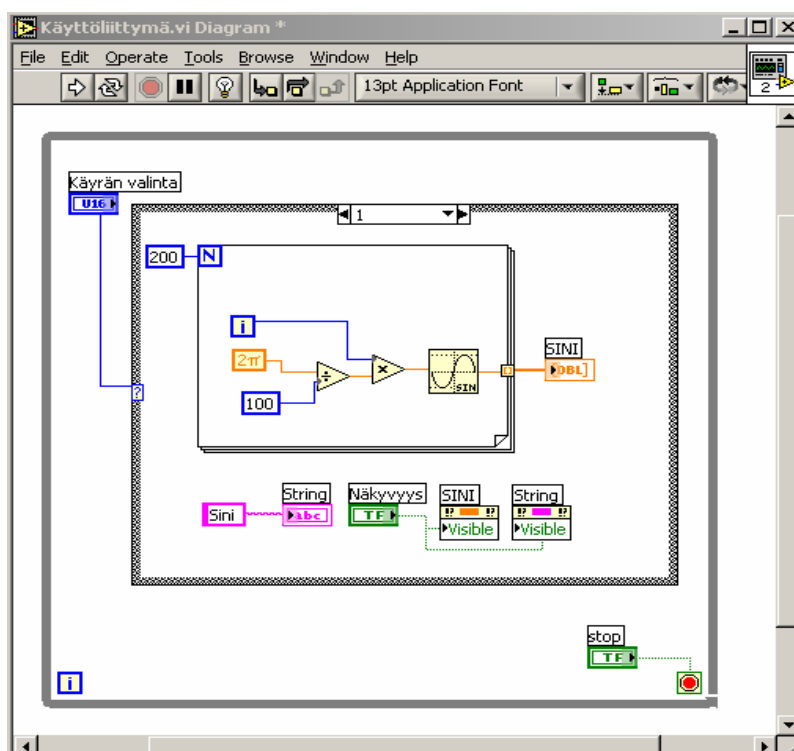 Käyttöliittymä.vi Diagram *
File Edit Operate Tools Browse Window Help
13pt Application Font
2
Käyrän valinta
U16
1
200 N
i
2π
÷
×
SIN
100
SINI
DBL]
?
String Näkyvyys SINI String
Sini abc TF !? !? !? !?
Visible Visible
stop
TF
i